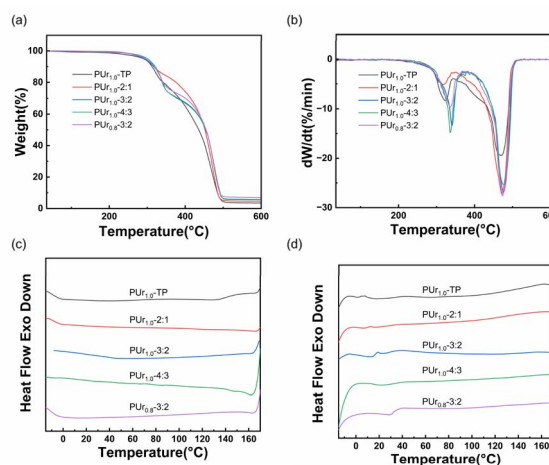 (a)
100
80
60
40
20
0
Weight(%)
PUr1.0-TP
PUr1.0-2:1
PUr1.0-3:2
PUr1.0-4:3
PUr0.8-3:2
200
400
600
Temperature(°C)
(b)
0
−10
−20
−30
dW/dt(%/min)
PUr1.0-TP
PUr1.0-2:1
PUr1.0-3:2
PUr1.0-4:3
PUr0.8-3:2
200
400
Temperature(°C)
(c)
Heat Flow Exo Down
PUr1.0-TP
PUr1.0-2:1
PUr1.0-3:2
PUr1.0-4:3
PUr0.8-3:2
0 20 40 60 80 100 120 140 160
Temperature(°C)
(d)
Heat Flow Exo Down
PUr1.0-TP
PUr1.0-2:1
PUr1.0-3:2
PUr1.0-4:3
PUr0.8-3:2
0 20 40 60 80 100 120 140 160
Temperature(°C)